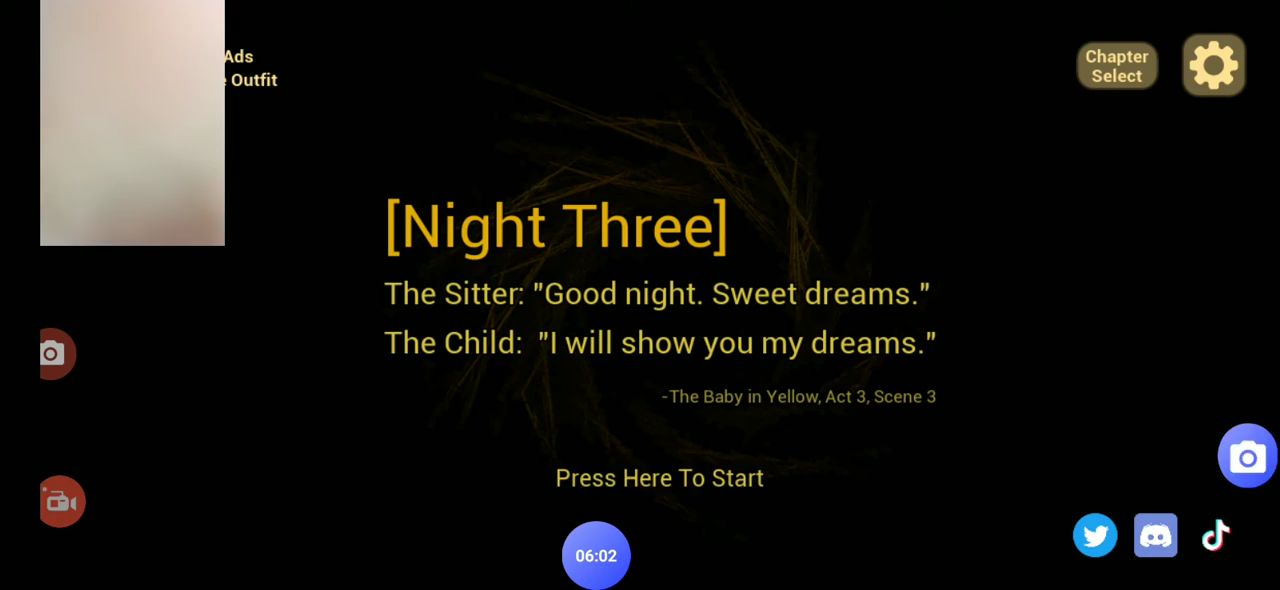 Ads
Outfit
Chapter
Select
[Night Three]
The Sitter: "Good night. Sweet dreams."
The Child: "I will show you my dreams."
-The Baby in Yellow, Act 3, Scene 3
Press Here To Start
06:02